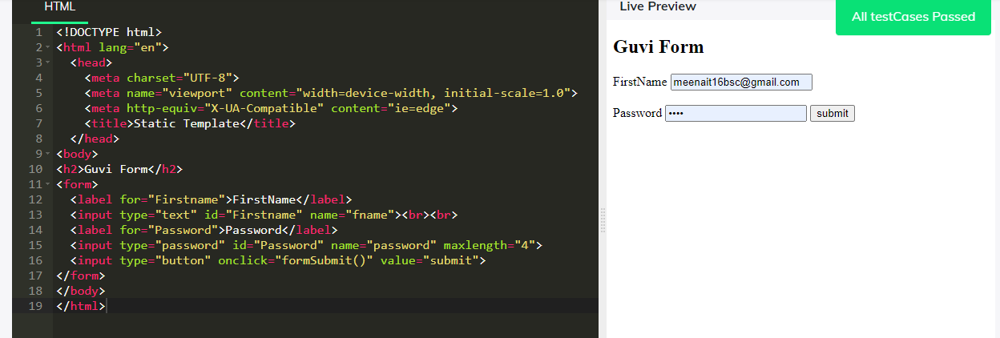 HTML
1 <!DOCTYPE html>
2 <html lang="en">
3 <head>
4 <meta charset="UTF-8">
5 <meta name="viewport" content="width=device-width, initial-scale=1.0">
6 <meta http-equiv="X-UA-Compatible" content="ie=edge">
7 <title>Static Template</title>
8 </head>
9 <body>
10 <h2>Guvi Form</h2>
11 <form>
12 <label for="Firstname">FirstName</label>
13 <input type="text" id="Firstname" name="fname"><br><br>
14 <label for="Password">Password</label>
15 <input type="password" id="Password" name="password" maxlength="4">
16 <input type="button" onclick="formSubmit()" value="submit">
17 </form>
18 </body>
19 </html>
Live Preview
All testCases Passed
Guvi Form
FirstName meenait16bsc@gmail.com
Password •••• submit